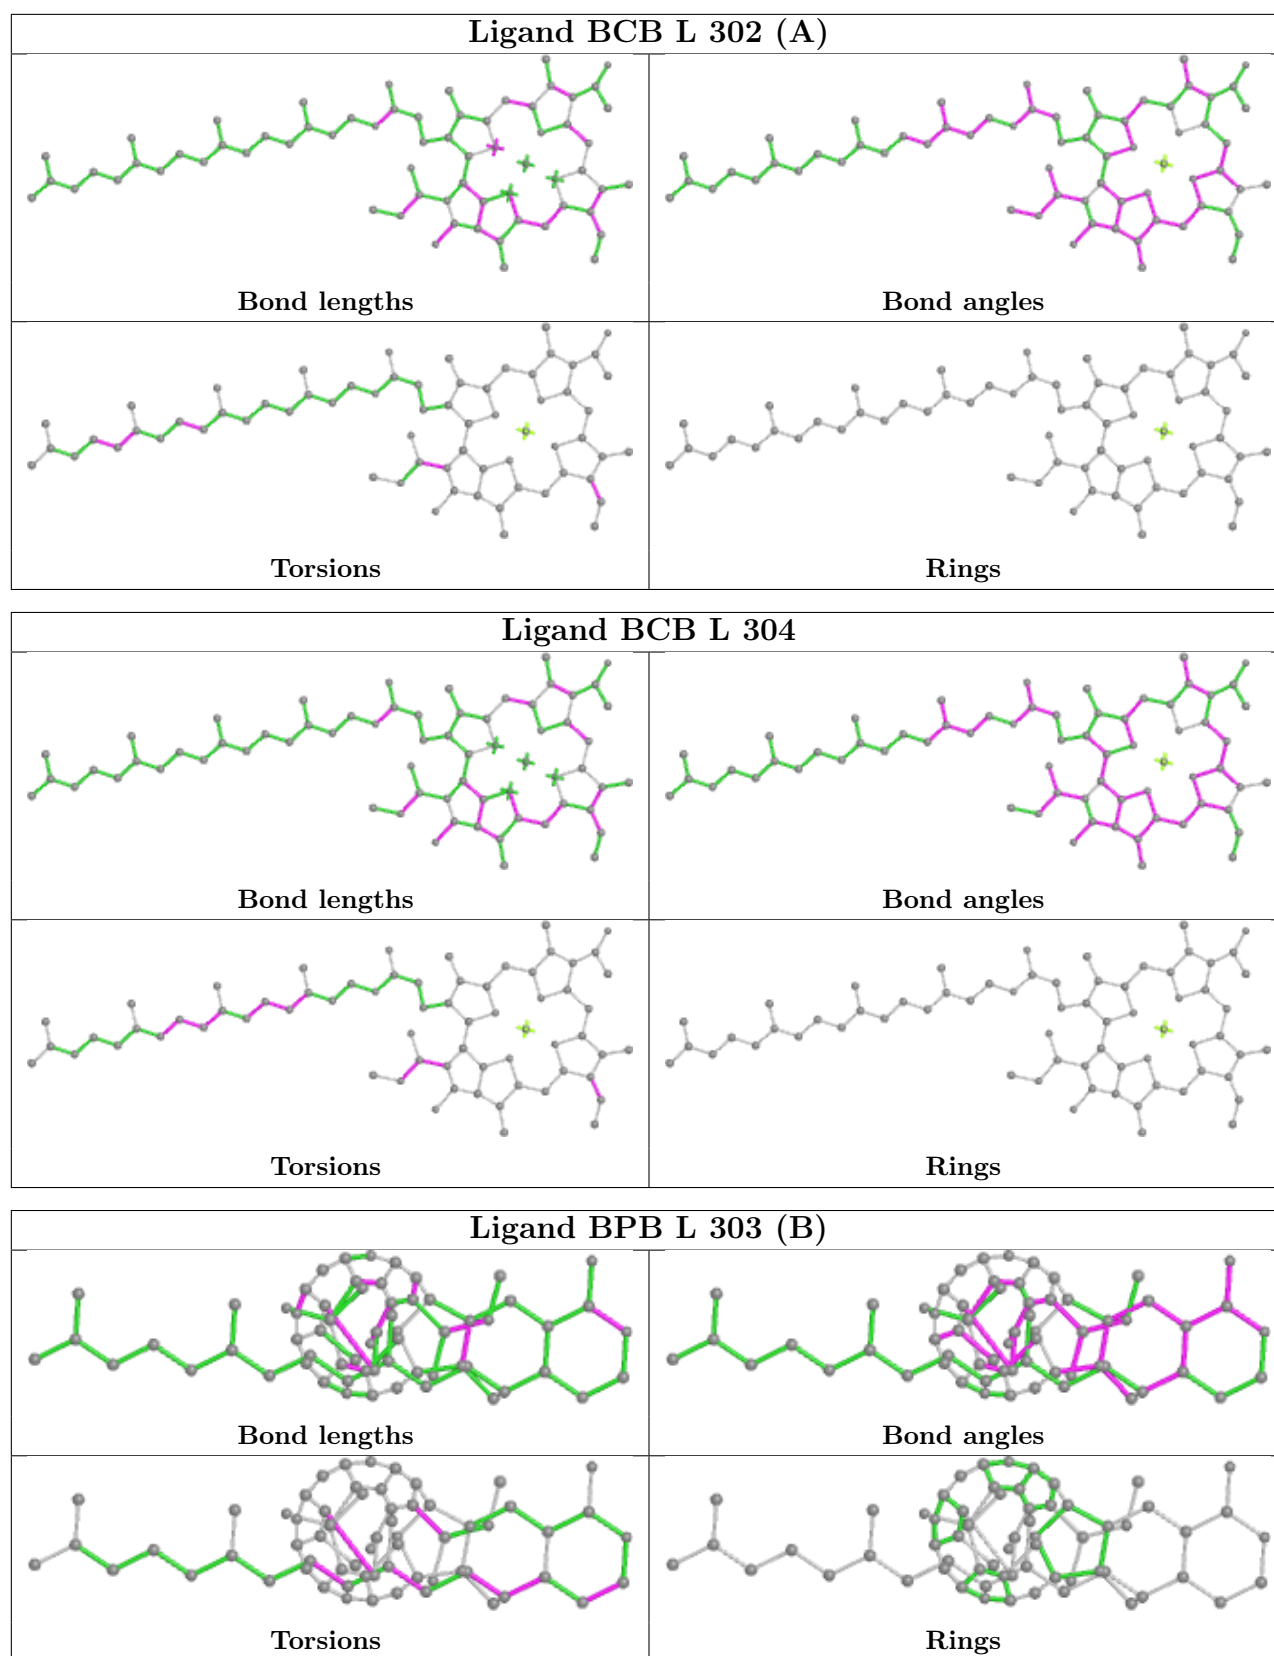 Ligand BCB L 302 (A)
Bond lengths
Bond angles
Torsions
Rings
Ligand BCB L 304
Bond lengths
Bond angles
Torsions
Rings
Ligand BPB L 303 (B)
Bond lengths
Bond angles
Torsions
Rings